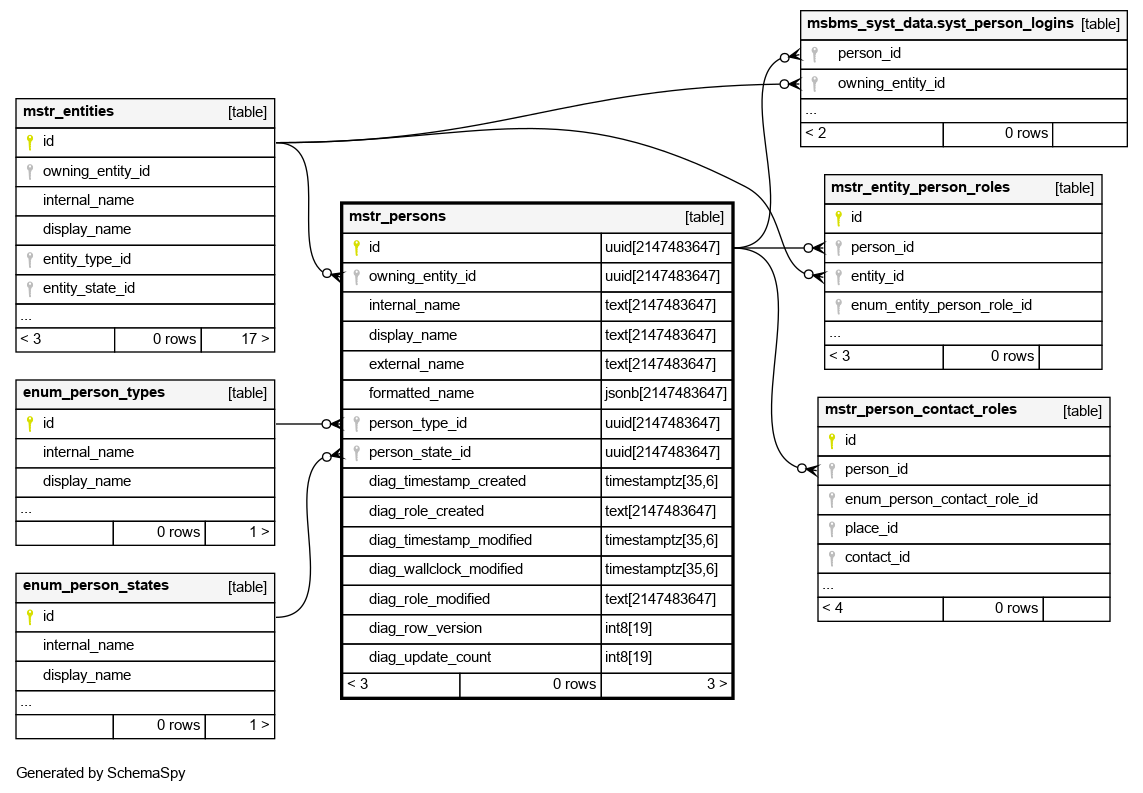 msbms_syst_data.syst_person_logins [table]
person_id
owning_entity_id
...
< 2 0 rows
mstr_entities [table]
id
owning_entity_id
internal_name
display_name
entity_type_id
entity_state_id
...
< 3 0 rows 17 >
mstr_entity_person_roles [table]
id
person_id
entity_id
enum_entity_person_role_id
...
< 3 0 rows
mstr_persons [table]
id uuid[2147483647]
owning_entity_id uuid[2147483647]
internal_name text[2147483647]
display_name text[2147483647]
external_name text[2147483647]
formatted_name jsonb[2147483647]
person_type_id uuid[2147483647]
person_state_id uuid[2147483647]
diag_timestamp_created timestamptz[35,6]
diag_role_created text[2147483647]
diag_timestamp_modified timestamptz[35,6]
diag_wallclock_modified timestamptz[35,6]
diag_role_modified text[2147483647]
diag_row_version int8[19]
diag_update_count int8[19]
< 3 0 rows 3 >
enum_person_types [table]
id
internal_name
display_name
...
0 rows 1 >
mstr_person_contact_roles [table]
id
person_id
enum_person_contact_role_id
place_id
contact_id
...
< 4 0 rows
enum_person_states [table]
id
internal_name
display_name
...
0 rows 1 >
Generated by SchemaSpy